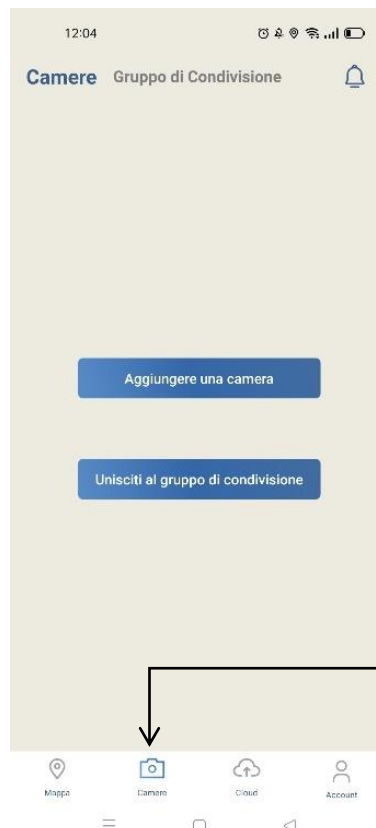 12:04
Camere Gruppo di Condivisione
Aggiungere una camera
Unisciti al gruppo di condivisione
Mappa Camere Cloud Account